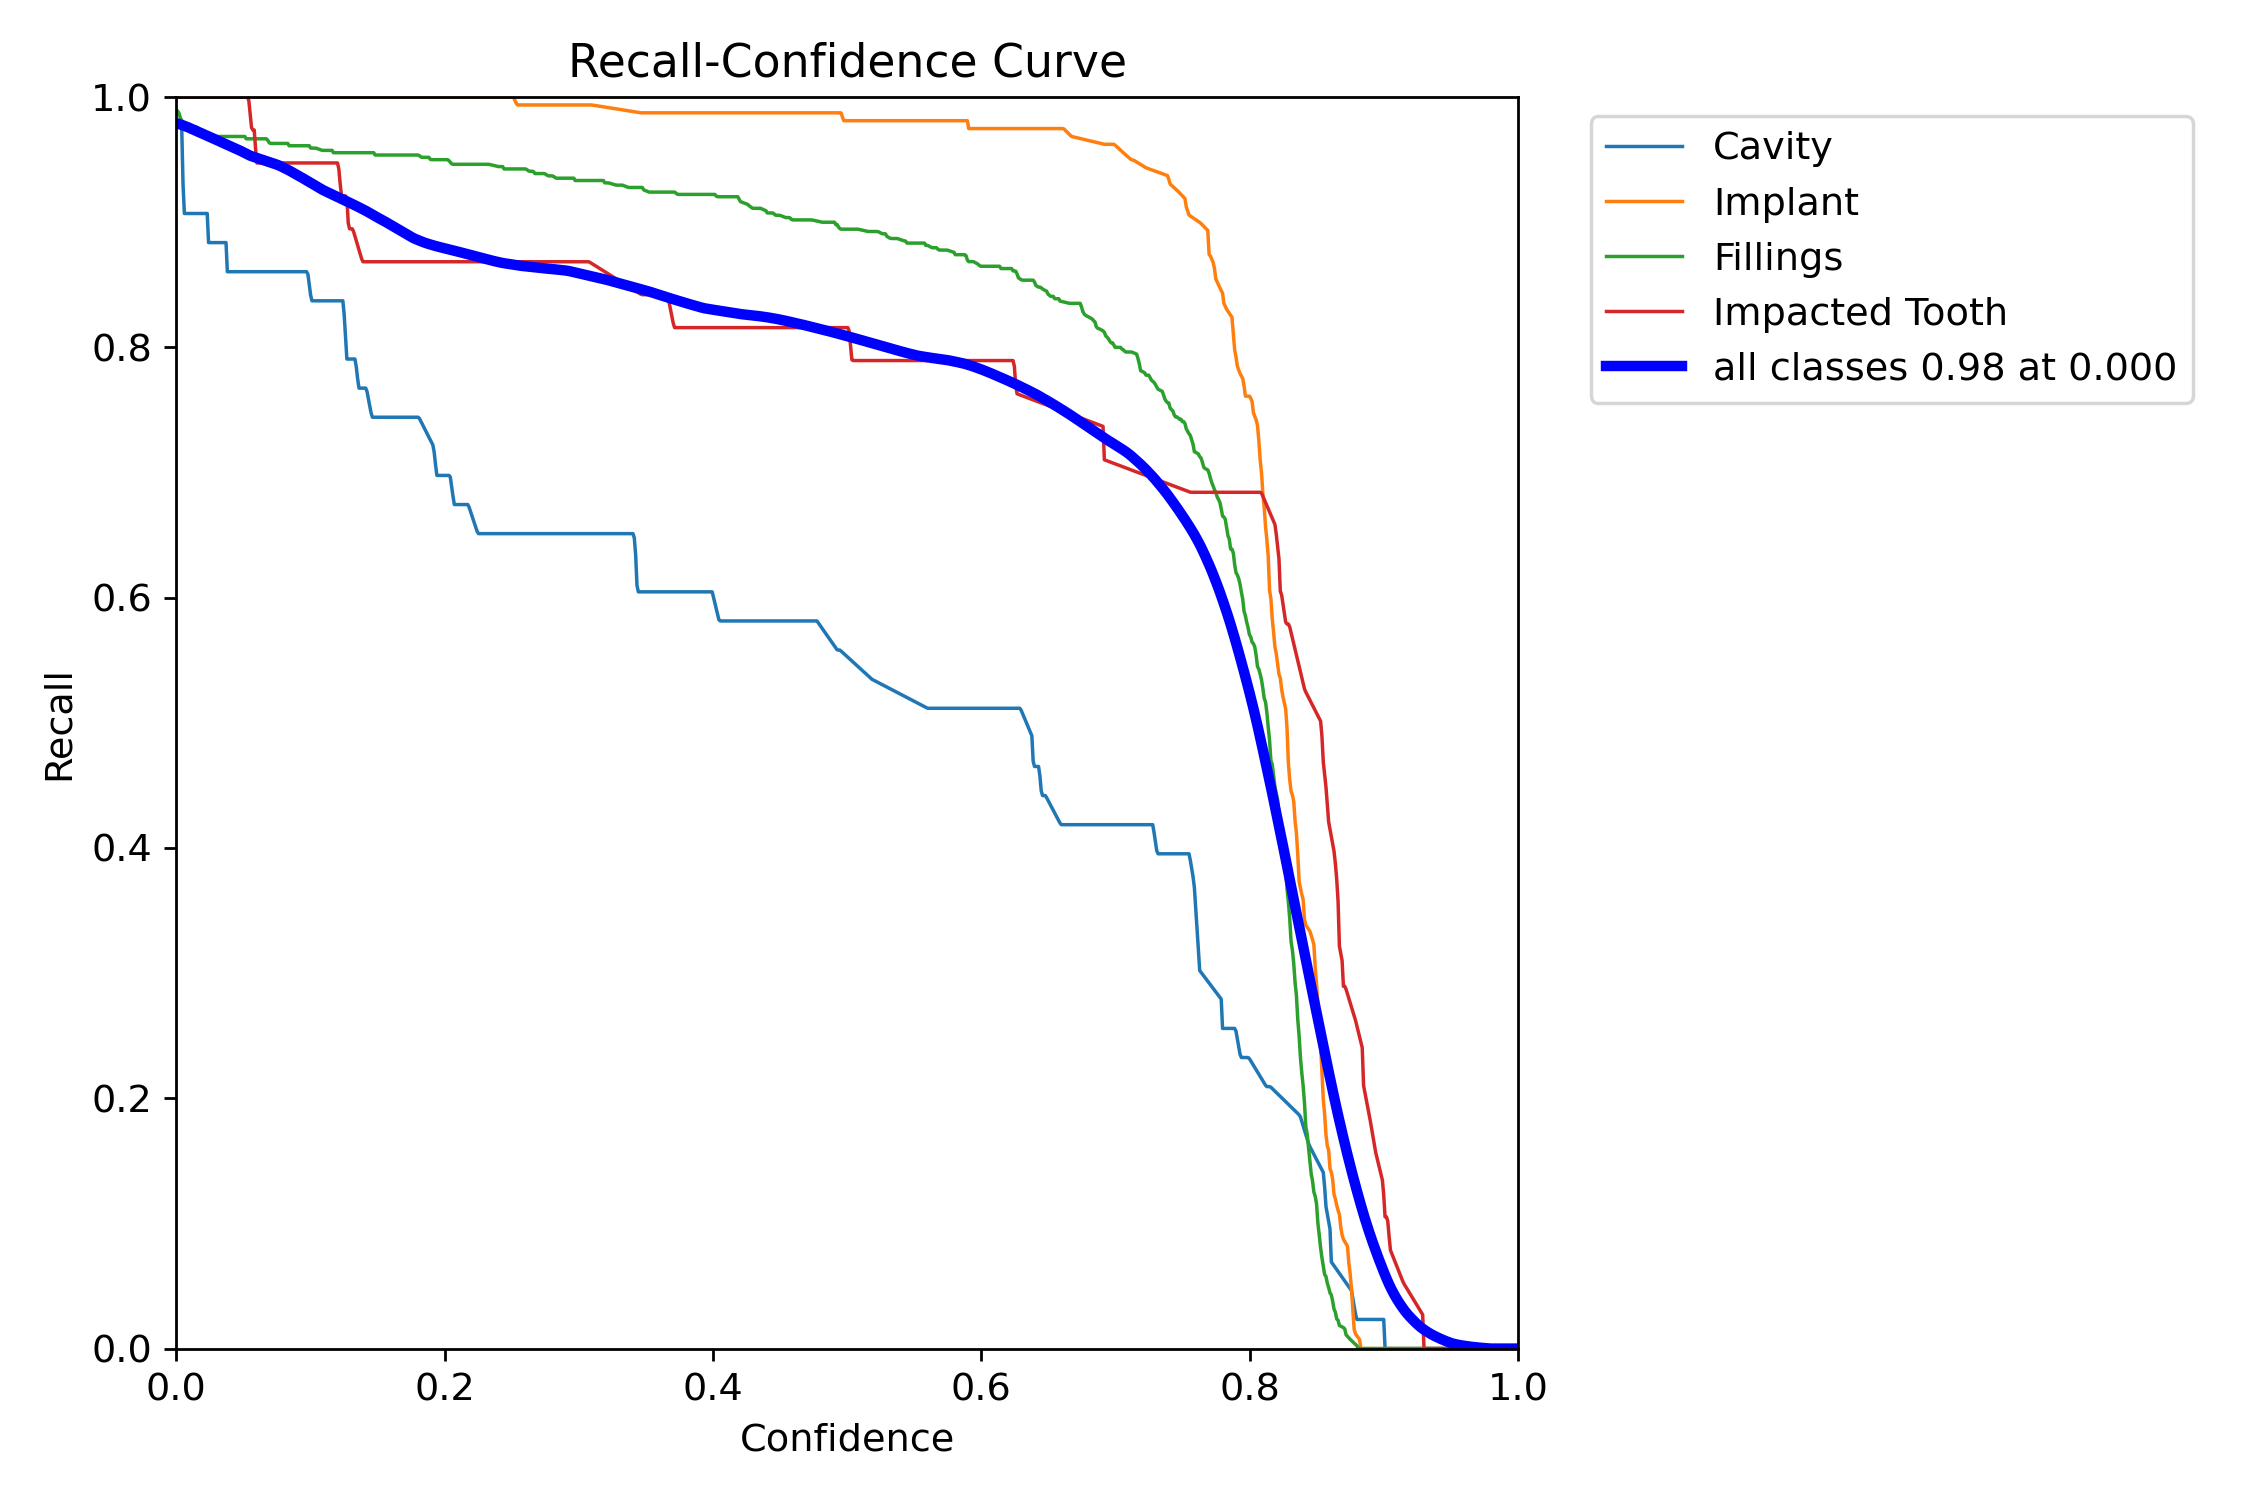 Recall-Confidence Curve
1.0
0.8
0.6
0.4
0.2
0.0
Recall
0.0 0.2 0.4 0.6 0.8 1.0
Confidence
Cavity
Implant
Fillings
Impacted Tooth
all classes 0.98 at 0.000